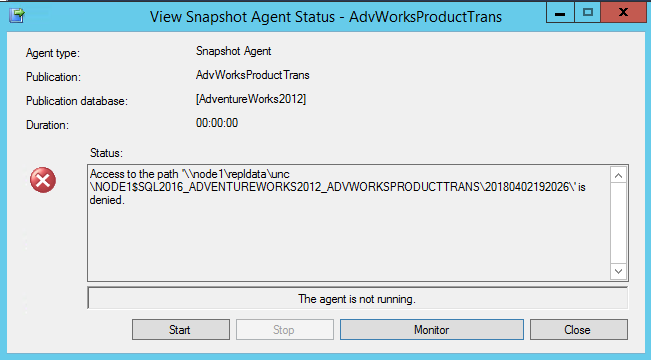 View Snapshot Agent Status - AdvWorksProductTrans
Agent type: Snapshot Agent
Publication: AdvWorksProductTrans
Publication database: [AdventureWorks2012]
Duration: 00:00:00
Status:
Access to the path '\\node1\repldata\unc
\NODE1$SQL2016_ADVENTUREWORKS2012_ADVWORKSPRODUCTTRANS\20180402192026\' is
denied.
The agent is not running.
Start Stop Monitor Close